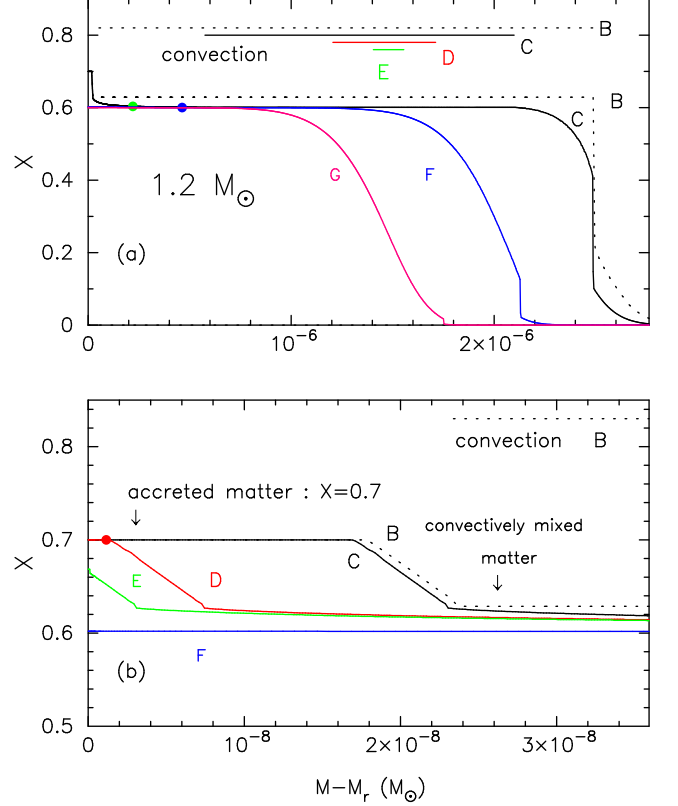 0.8
B
convection
C
D
E
B
0.6
C
X
0.4
G
F
1.2 M☉
0.2
(a)
0
0 10⁻⁶ 2×10⁻⁶
0.8
convection B
accreted matter : X=0.7
↓
0.7
B
convectively mixed
C
matter
X
E D
↓
0.6
F
(b)
0.5
0 10⁻⁸ 2×10⁻⁸ 3×10⁻⁸
M−Mᵣ (M☉)